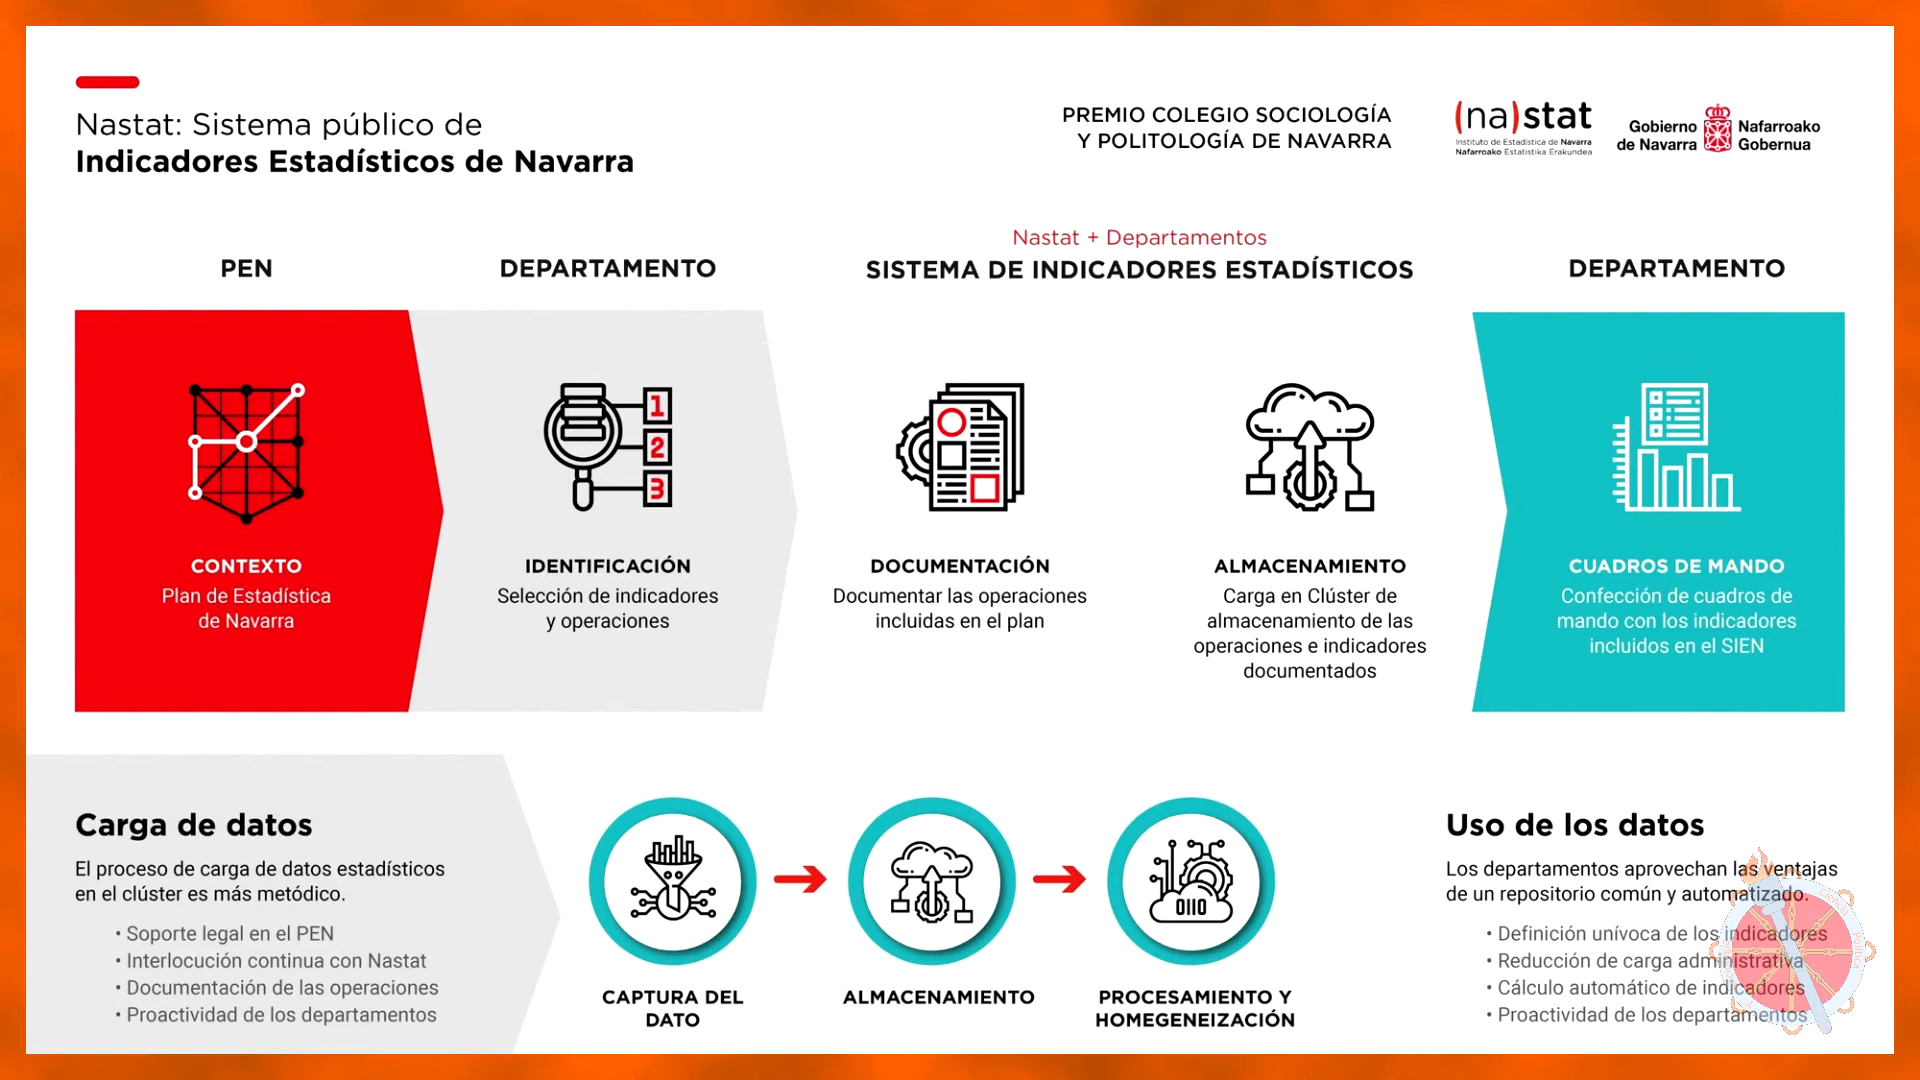 Nastat: Sistema público de
Indicadores Estadísticos de Navarra
PREMIO COLEGIO SOCIOLOGÍA
Y POLITOLOGÍA DE NAVARRA
(na)stat
Instituto de Estadística de Navarra
Nafarroako Estatistika Erakundea
Gobierno
de Navarra
Nafarroako
Gobernua
PEN
DEPARTAMENTO
Nastat + Departamentos
SISTEMA DE INDICADORES ESTADÍSTICOS
DEPARTAMENTO
1
2
3
CONTEXTO
Plan de Estadística
de Navarra
IDENTIFICACIÓN
Selección de indicadores
y operaciones
DOCUMENTACIÓN
Documentar las operaciones
incluidas en el plan
ALMACENAMIENTO
Carga en Clúster de
almacenamiento de las
operaciones e indicadores
documentados
CUADROS DE MANDO
Confección de cuadros de
mando con los indicadores
incluidos en el SIEN
Carga de datos
El proceso de carga de datos estadísticos
en el clúster es más metódico.
• Soporte legal en el PEN
• Interlocución continua con Nastat
• Documentación de las operaciones
• Proactividad de los departamentos
CAPTURA DEL
DATO
ALMACENAMIENTO
0110
PROCESAMIENTO Y
HOMEGENEIZACIÓN
Uso de los datos
Los departamentos aprovechan las ventajas
de un repositorio común y automatizado.
• Definición unívoca de los indicadores
• Reducción de carga administrativa
• Cálculo automático de indicadores
• Proactividad de los departamentos